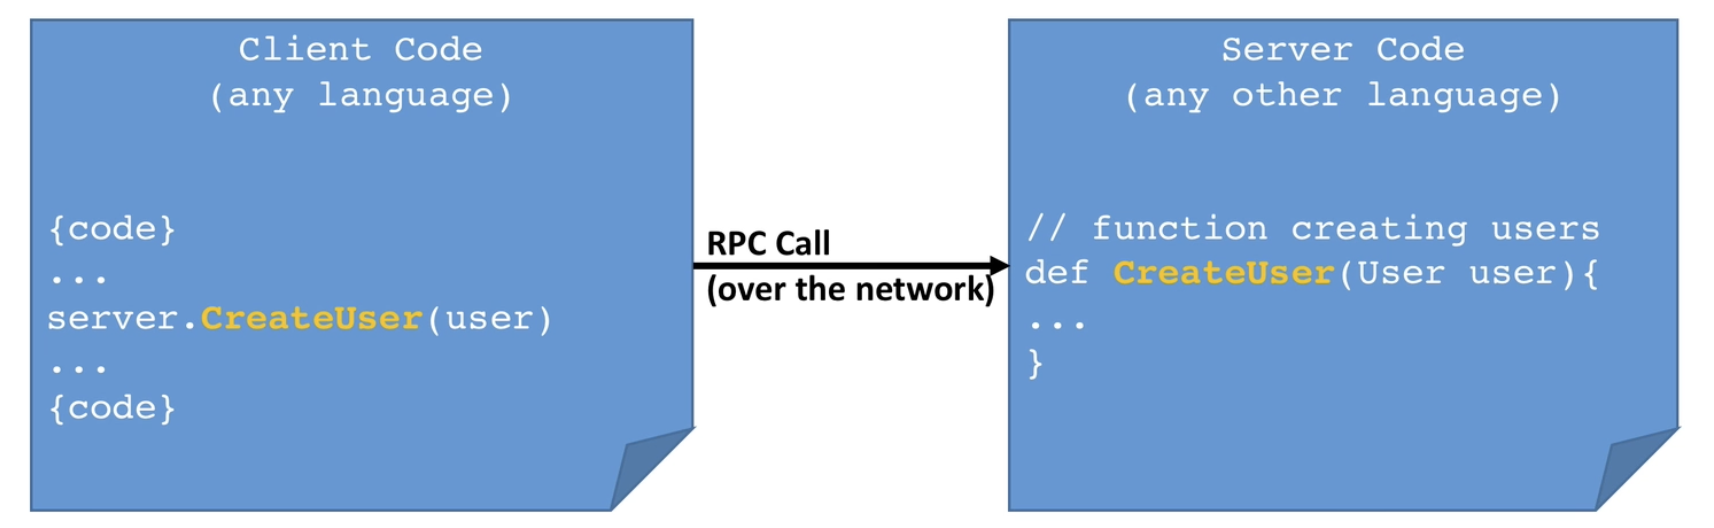 Client Code
(any language)
{code}
...
server.CreateUser(user)
...
{code}
RPC Call
(over the network)
Server Code
(any other language)
// function creating users
def CreateUser(User user){
...
}